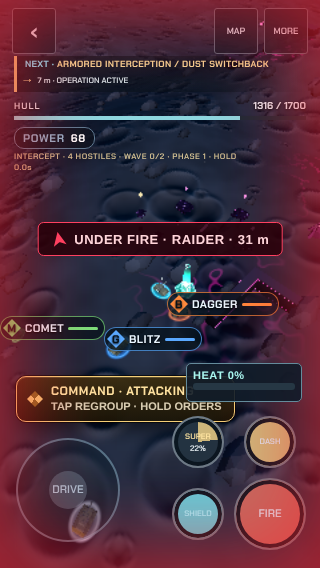 ‹
MAP
MORE
NEXT · ARMORED INTERCEPTION / DUST SWITCHBACK
→ 7 m · OPERATION ACTIVE
HULL
1316 / 1700
POWER 68
INTERCEPT · 4 HOSTILES · WAVE 0/2 · PHASE 1 · HOLD
0.0s
UNDER FIRE · RAIDER · 31 m
B DAGGER
M COMET
G BLITZ
HEAT 0%
COMMAND · ATTACKIN
TAP REGROUP · HOLD ORDERS
SUPER
22%
DASH
DRIVE
SHIELD
FIRE